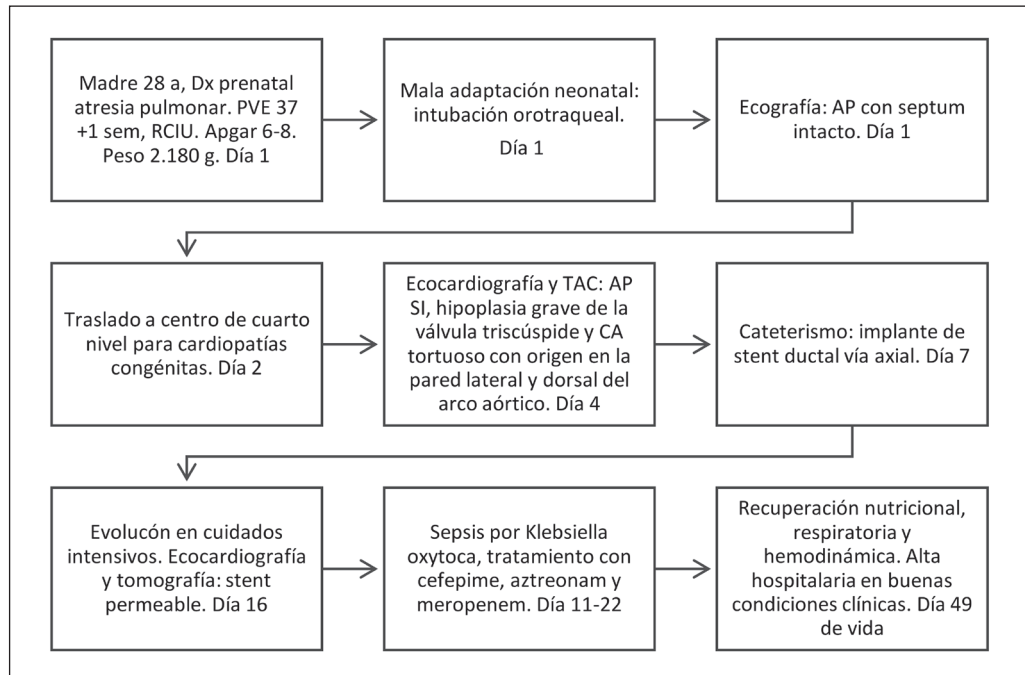 Madre 28 a, Dx prenatal
atresia pulmonar. PVE 37
+1 sem, RCIU. Apgar 6-8.
Peso 2.180 g. Día 1
Mala adaptación neonatal:
intubación orotraqueal.
Día 1
Ecografía: AP con septum
intacto. Día 1
Traslado a centro de cuarto
nivel para cardiopatías
congénitas. Día 2
Ecocardiografía y TAC: AP
SI, hipoplasia grave de la
válvula triscúspide y CA
tortuoso con origen en la
pared lateral y dorsal del
arco aórtico. Día 4
Cateterismo: implante de
stent ductal vía axial. Día 7
Evolucón en cuidados
intensivos. Ecocardiografía
y tomografía: stent
permeable. Día 16
Sepsis por Klebsiella
oxytoca, tratamiento con
cefepime, aztreonam y
meropenem. Día 11-22
Recuperación nutricional,
respiratoria y
hemodinámica. Alta
hospitalaria en buenas
condiciones clínicas. Día 49
de vida